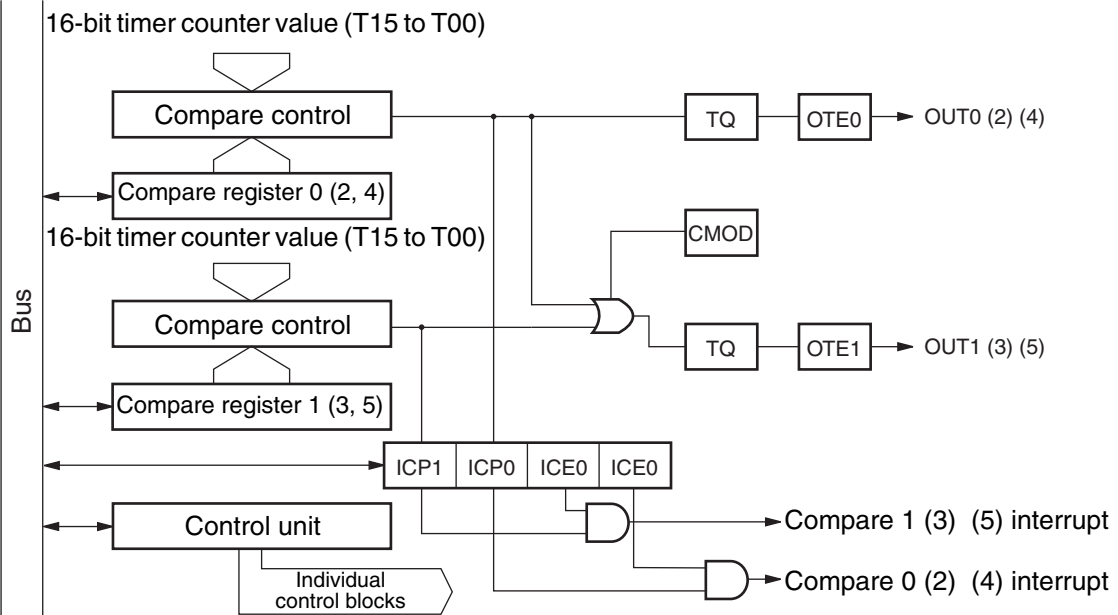 16-bit timer counter value (T15 to T00)
Compare control
TQ
OTE0
OUT0 (2) (4)
Compare register 0 (2, 4)
16-bit timer counter value (T15 to T00)
CMOD
Bus
Compare control
TQ
OTE1
OUT1 (3) (5)
Compare register 1 (3, 5)
ICP1
ICP0
ICE0
ICE0
Control unit
Compare 1 (3) (5) interrupt
Individual
control blocks
Compare 0 (2) (4) interrupt